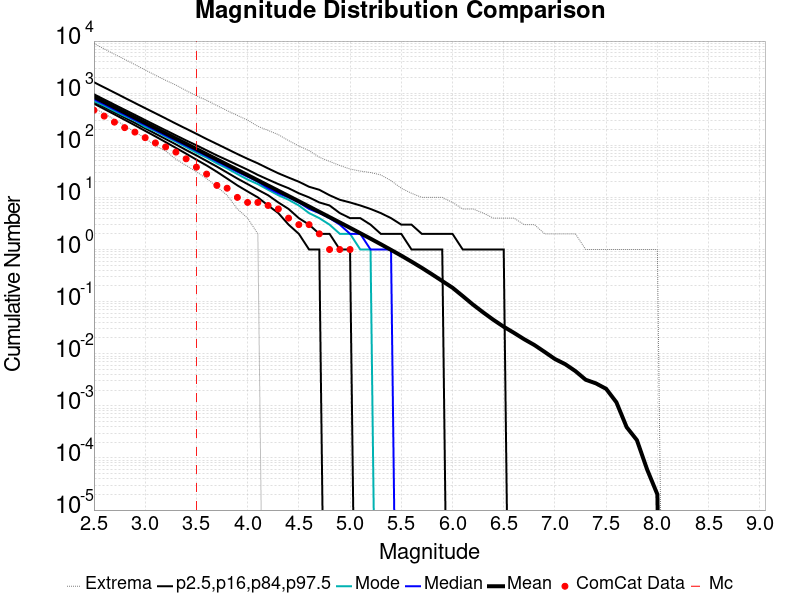 Magnitude Distribution Comparison
10^4
10^3
10^2
10^1
10^0
10^-1
10^-2
10^-3
10^-4
10^-5
Cumulative Number
2.5 3.0 3.5 4.0 4.5 5.0 5.5 6.0 6.5 7.0 7.5 8.0 8.5 9.0
Magnitude
Extrema p2.5,p16,p84,p97.5 Mode Median Mean ComCat Data Mc